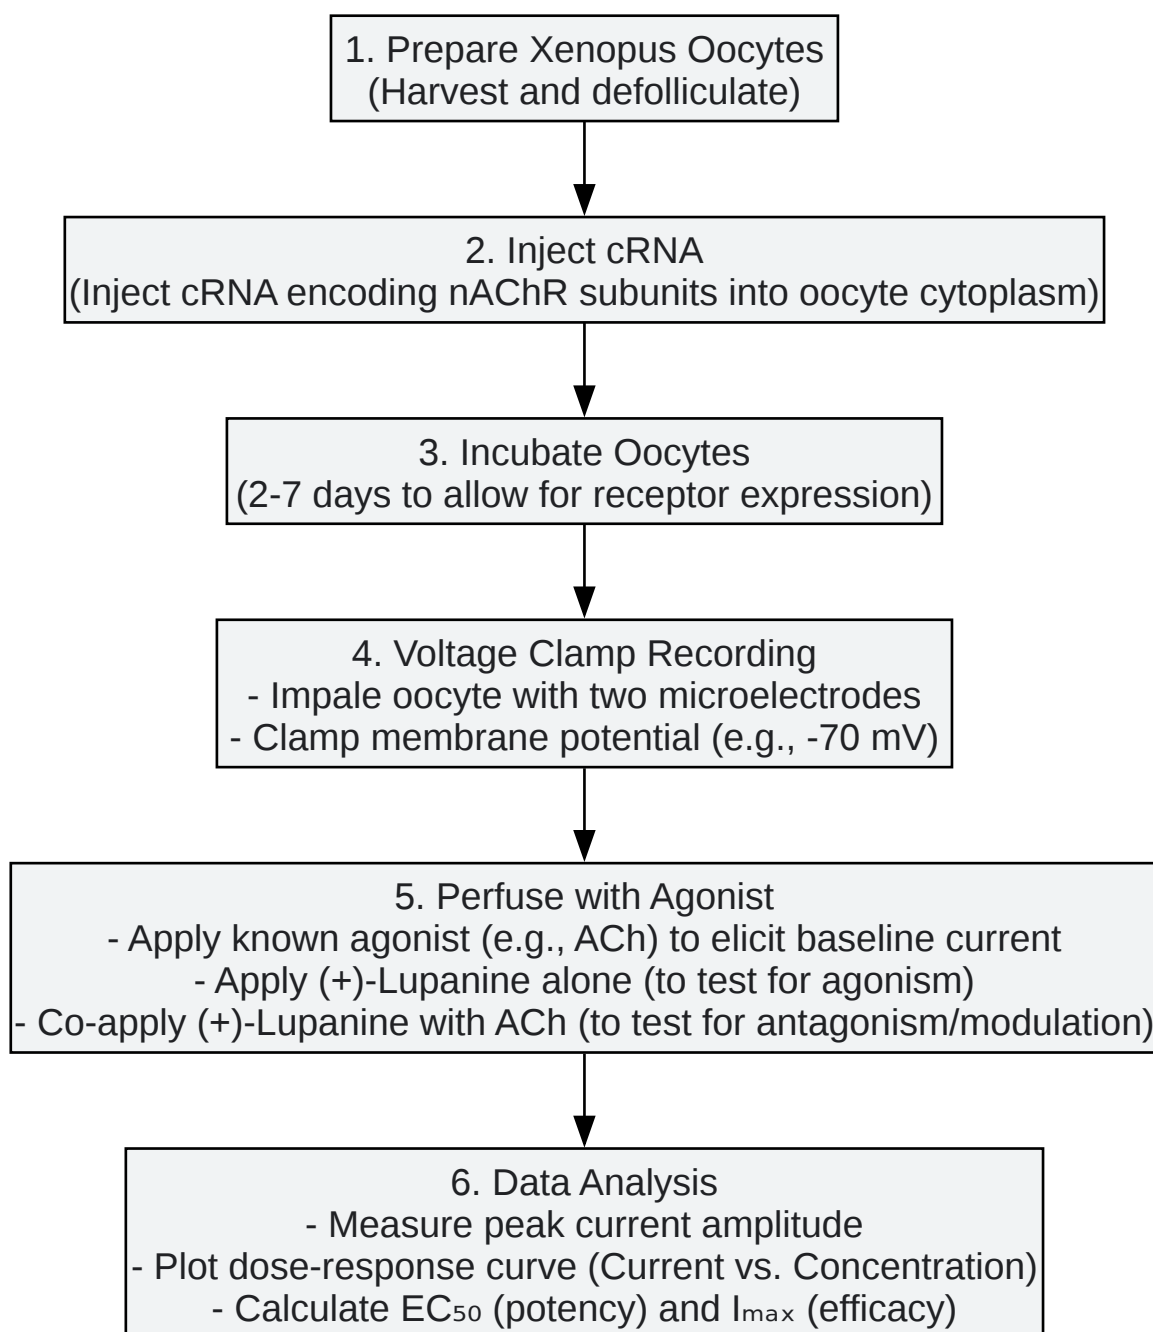 1. Prepare Xenopus Oocytes
(Harvest and defolliculate)
2. Inject cRNA
(Inject cRNA encoding nAChR subunits into oocyte cytoplasm)
3. Incubate Oocytes
(2-7 days to allow for receptor expression)
4. Voltage Clamp Recording
- Impale oocyte with two microelectrodes
- Clamp membrane potential (e.g., -70 mV)
5. Perfuse with Agonist
- Apply known agonist (e.g., ACh) to elicit baseline current
- Apply (+)-Lupanine alone (to test for agonism)
- Co-apply (+)-Lupanine with ACh (to test for antagonism/modulation)
6. Data Analysis
- Measure peak current amplitude
- Plot dose-response curve (Current vs. Concentration)
- Calculate EC₅₀ (potency) and Iₘₐₓ (efficacy)